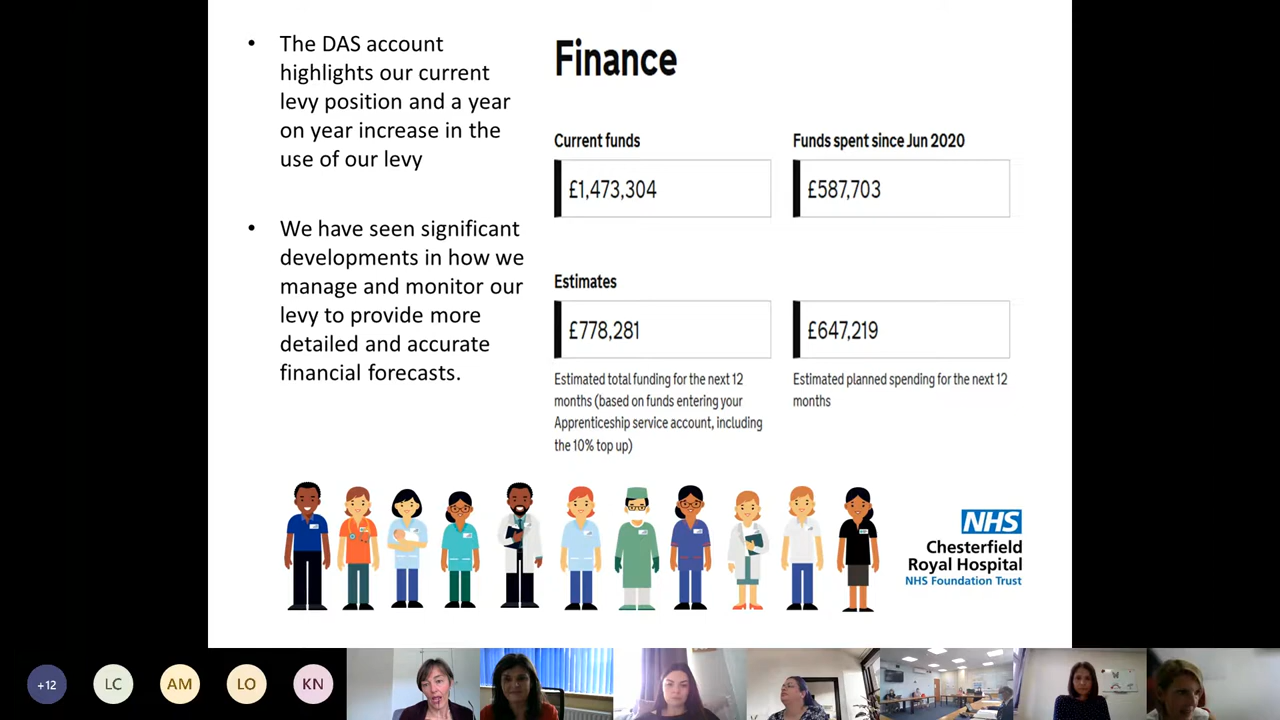 • The DAS account
highlights our current
levy position and a year
on year increase in the
use of our levy
• We have seen significant
developments in how we
manage and monitor our
levy to provide more
detailed and accurate
financial forecasts.
Finance
Current funds
£1,473,304
Funds spent since Jun 2020
£587,703
Estimates
£778,281
Estimated total funding for the next 12
months (based on funds entering your
Apprenticeship service account, including
the 10% top up)
£647,219
Estimated planned spending for the next 12
months
NHS
Chesterfield
Royal Hospital
NHS Foundation Trust
+12
LC
AM
LO
KN